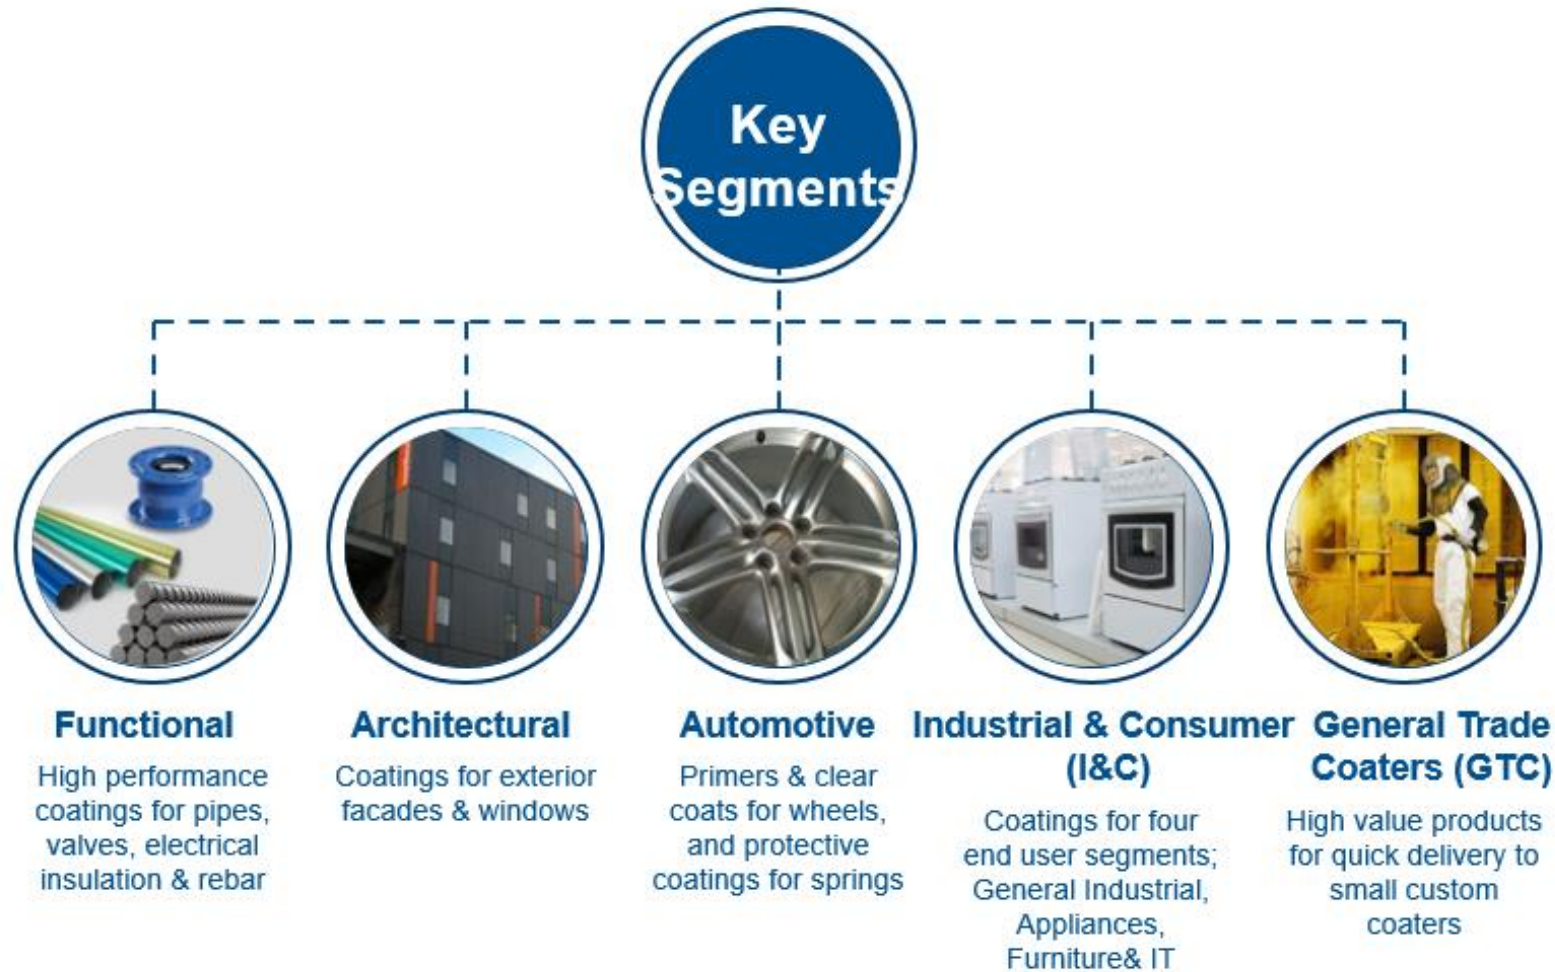 Key
Segments
Functional
High performance
coatings for pipes,
valves, electrical
insulation & rebar
Architectural
Coatings for exterior
facades & windows
Automotive
Primers & clear
coats for wheels,
and protective
coatings for springs
Industrial & Consumer
(I&C)
Coatings for four
end user segments;
General Industrial,
Appliances,
Furniture& IT
General Trade
Coaters (GTC)
High value products
for quick delivery to
small custom
coaters